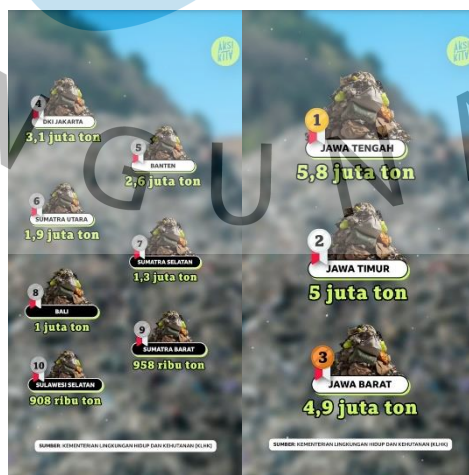 AKSI
KITA
4
DKI JAKARTA
3,1 juta ton
5
BANTEN
2,6 juta ton
6
SUMATRA UTARA
1,9 juta ton
7
SUMATRA SELATAN
1,3 juta ton
8
BALI
1 juta ton
9
SUMATRA BARAT
958 ribu ton
10
SULAWESI SELATAN
908 ribu ton
SUMBER: KEMENTERIAN LINGKUNGAN HIDUP DAN KEHUTANAN (KLHK)
AKSI
KITA
1
JAWA TENGAH
5,8 juta ton
2
JAWA TIMUR
5 juta ton
3
JAWA BARAT
4,9 juta ton
SUMBER: KEMENTERIAN LINGKUNGAN HIDUP DAN KEHUTANAN (KLHK)